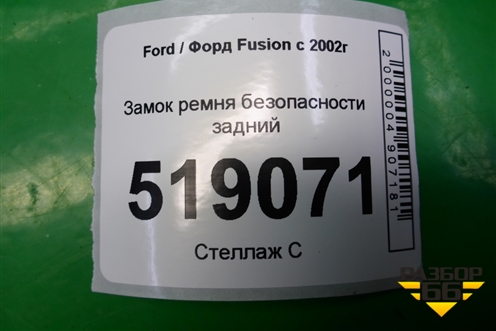 Ford / Форд Fusion с 2002г
Замок ремня безопасности
задний
519071
Стеллаж С
2000004907181
РАЗБОР
66